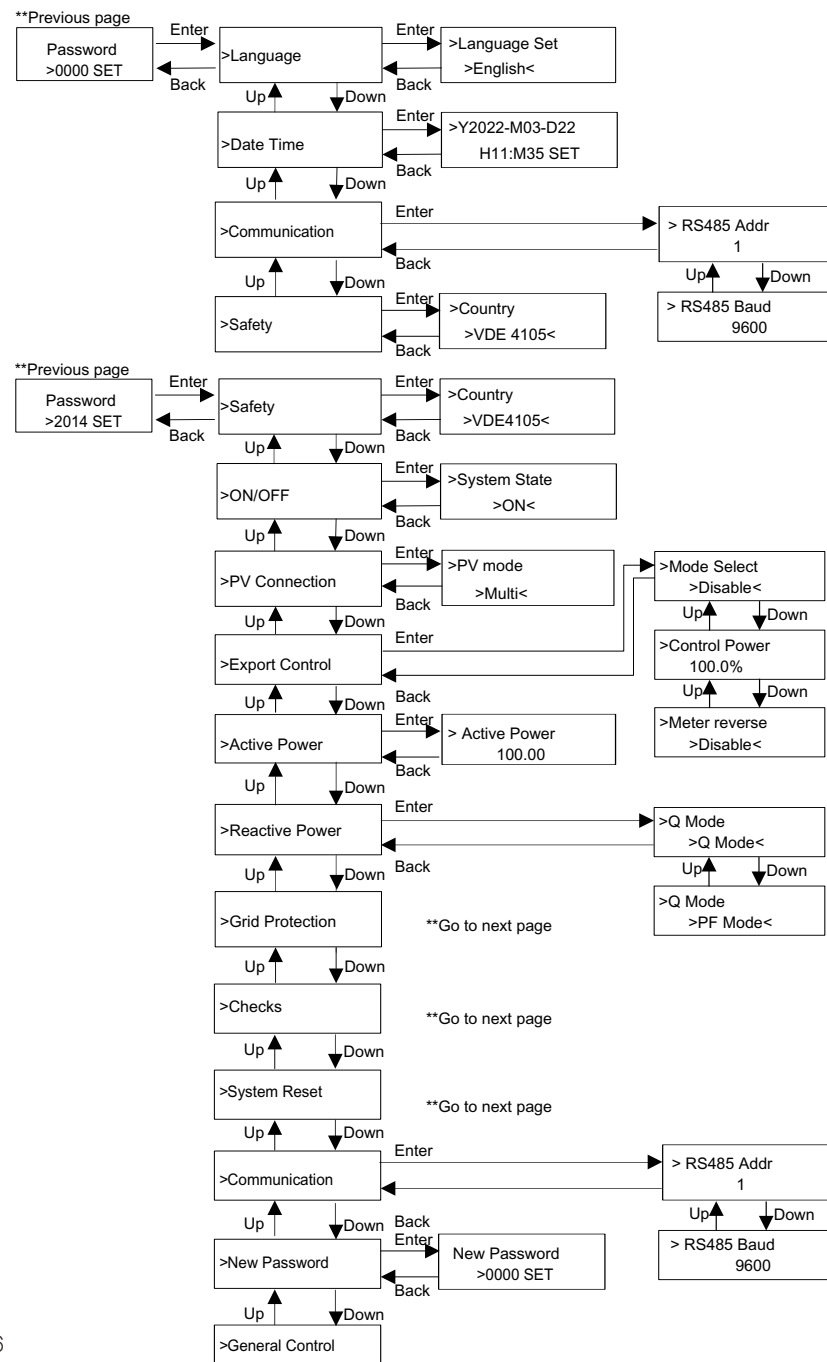 **Previous page
Password
>0000 SET
Enter
Back
>Language
Enter
Back
>Language Set
>English<
Up
Down
>Date Time
Enter
Back
>Y2022-M03-D22
H11:M35 SET
Up
Down
>Communication
Enter
Back
> RS485 Addr
1
Up
Down
> RS485 Baud
9600
Up
Down
>Safety
Enter
Back
>Country
>VDE 4105<
**Previous page
Password
>2014 SET
Enter
Back
>Safety
Enter
Back
>Country
>VDE4105<
Up
Down
>ON/OFF
Enter
Back
>System State
>ON<
Up
Down
>PV Connection
Enter
Back
>PV mode
>Multi<
Up
Down
>Export Control
Enter
Back
>Mode Select
>Disable<
Up
Down
>Control Power
100.0%
Up
Down
>Meter reverse
>Disable<
Up
Down
>Active Power
Enter
Back
> Active Power
100.00
Up
Down
>Reactive Power
Enter
Back
>Q Mode
>Q Mode<
Up
Down
>Q Mode
>PF Mode<
Up
Down
>Grid Protection
**Go to next page
Up
Down
>Checks
**Go to next page
Up
Down
>System Reset
**Go to next page
Up
Down
>Communication
Enter
Back
> RS485 Addr
1
Up
Down
> RS485 Baud
9600
Up
Down
>New Password
Enter
Back
New Password
>0000 SET
Up
Down
>General Control